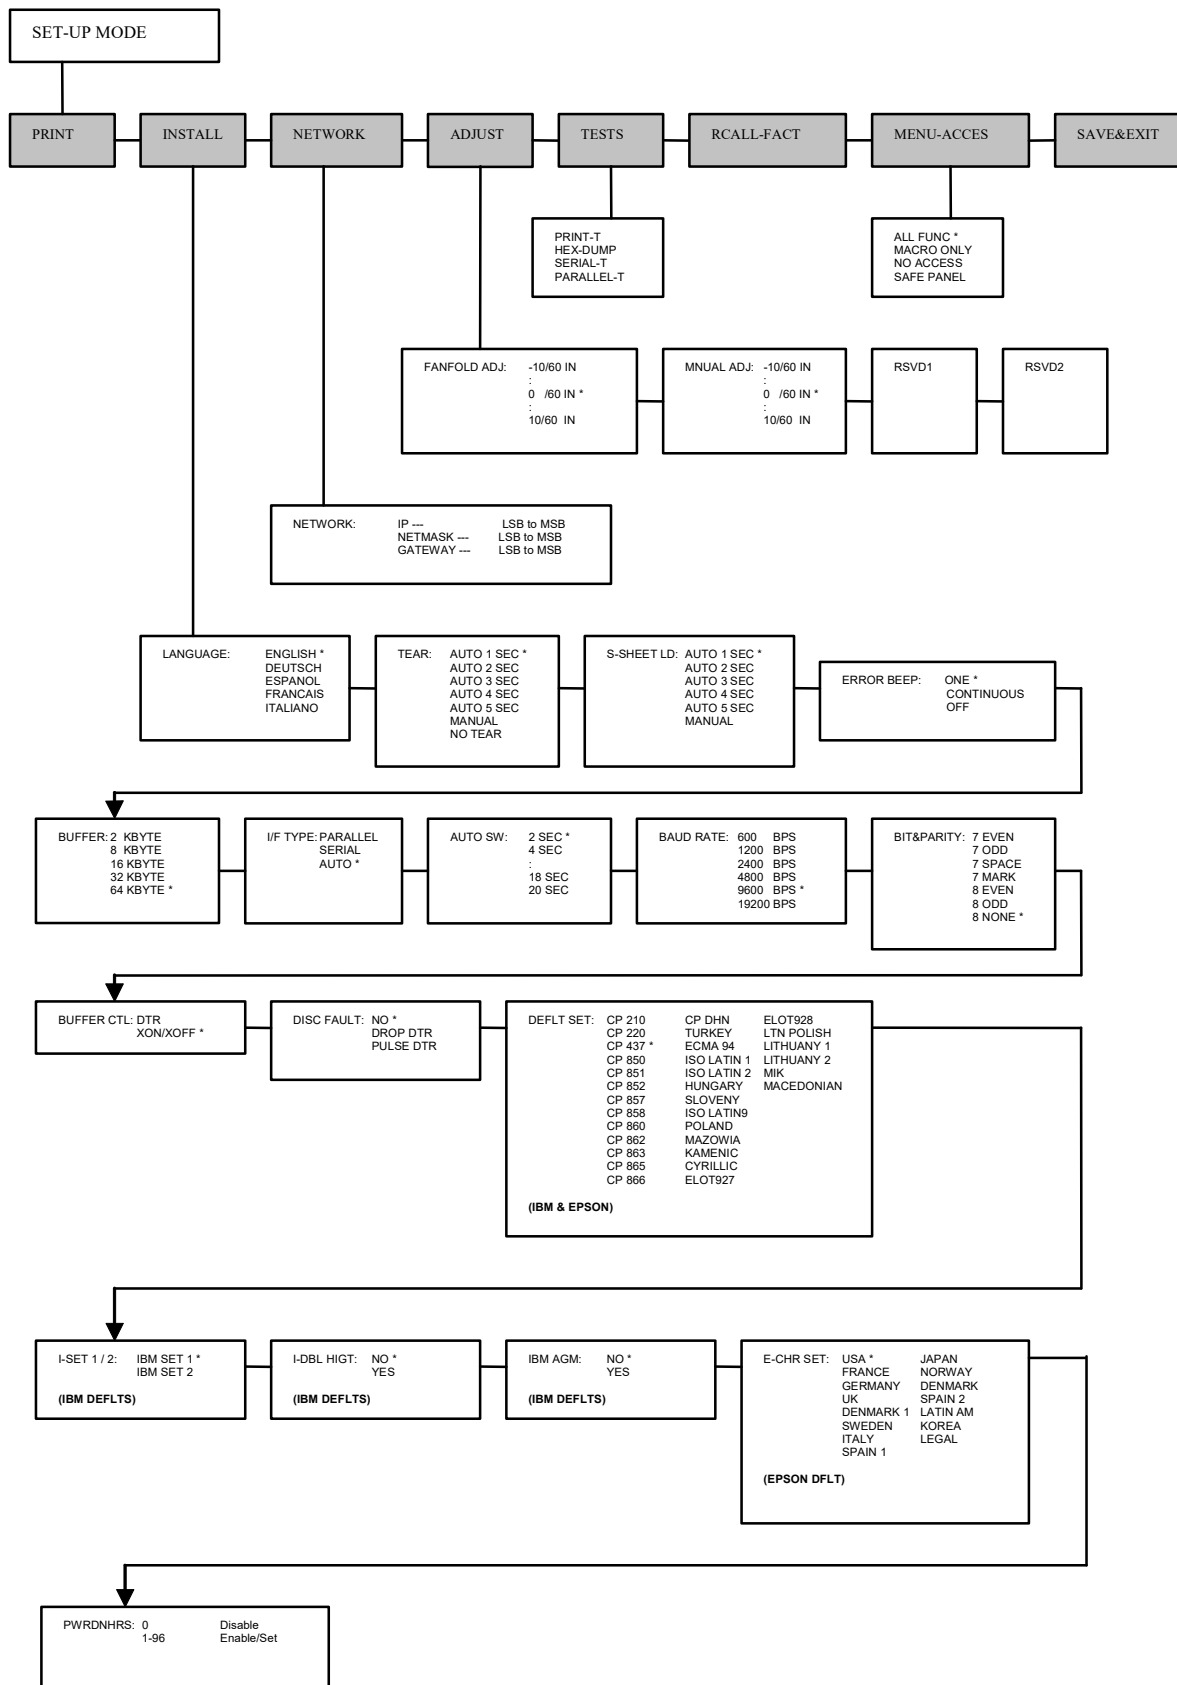 SET-UP MODE
PRINT
INSTALL
NETWORK
ADJUST
TESTS
RCALL-FACT
MENU-ACCES
SAVE&EXIT
PRINT-T
HEX-DUMP
SERIAL-T
PARALLEL-T
ALL FUNC *
MACRO ONLY
NO ACCESS
SAFE PANEL
FANFOLD ADJ: -10/60 IN
:
0 /60 IN *
:
10/60 IN
MNUAL ADJ: -10/60 IN
:
0 /60 IN *
:
10/60 IN
RSVD1
RSVD2
NETWORK: IP --- LSB to MSB
NETMASK --- LSB to MSB
GATEWAY --- LSB to MSB
LANGUAGE: ENGLISH *
DEUTSCH
ESPANOL
FRANCAIS
ITALIANO
TEAR: AUTO 1 SEC *
AUTO 2 SEC
AUTO 3 SEC
AUTO 4 SEC
AUTO 5 SEC
MANUAL
NO TEAR
S-SHEET LD: AUTO 1 SEC *
AUTO 2 SEC
AUTO 3 SEC
AUTO 4 SEC
AUTO 5 SEC
MANUAL
ERROR BEEP: ONE *
CONTINUOUS
OFF
BUFFER: 2 KBYTE
8 KBYTE
16 KBYTE
32 KBYTE
64 KBYTE *
I/F TYPE: PARALLEL
SERIAL
AUTO *
AUTO SW: 2 SEC *
4 SEC
:
18 SEC
20 SEC
BAUD RATE: 600 BPS
1200 BPS
2400 BPS
4800 BPS
9600 BPS *
19200 BPS
BIT&PARITY: 7 EVEN
7 ODD
7 SPACE
7 MARK
8 EVEN
8 ODD
8 NONE *
BUFFER CTL: DTR
XON/XOFF *
DISC FAULT: NO *
DROP DTR
PULSE DTR
DEFLT SET: CP 210 CP DHN ELOT928
CP 220 TURKEY LTN POLISH
CP 437 * ECMA 94 LITHUANY 1
CP 850 ISO LATIN 1 LITHUANY 2
CP 851 ISO LATIN 2 MIK
CP 852 HUNGARY MACEDONIAN
CP 857 SLOVENY
CP 858 ISO LATIN9
CP 860 POLAND
CP 862 MAZOWIA
CP 863 KAMENIC
CP 865 CYRILLIC
CP 866 ELOT927
(IBM & EPSON)
I-SET 1 / 2: IBM SET 1 *
IBM SET 2
(IBM DEFLTS)
I-DBL HIGT: NO *
YES
(IBM DEFLTS)
IBM AGM: NO *
YES
(IBM DEFLTS)
E-CHR SET: USA * JAPAN
FRANCE NORWAY
GERMANY DENMARK
UK SPAIN 2
DENMARK 1 LATIN AM
SWEDEN KOREA
ITALY LEGAL
SPAIN 1
(EPSON DFLT)
PWRDNHRS: 0 Disable
1-96 Enable/Set